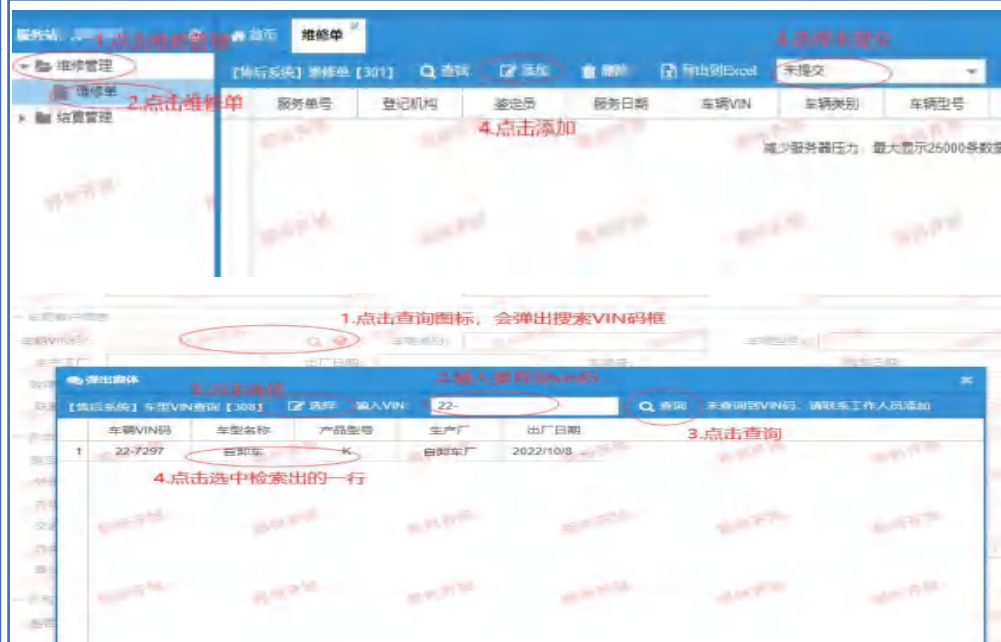 服务站:
1.点击维修管理
首页 维修单
3.选择未提交
维修管理
【售后系统】维修单【301】 查询 添加 删除 导出到Excel 未提交
维修单
2.点击维修单
服务单号 登记机构 鉴定员 服务日期 车辆VIN 车辆类别 车辆型号
结算管理
4.点击添加
减少服务器压力 最大显示25000条数
1.点击查询图标，会弹出搜索VIN码框
车辆VIN码:
出厂日期:
弹出窗体
5.点击选择
【售后系统】车型VIN查询【308】 选择 输入VIN: 22- 查询 未查询到VIN码，请联系工作人员添加
车辆VIN码 车型名称 产品型号 生产厂 出厂日期
3.点击查询
1 22-7297 自卸车 K 自卸车厂 2022/10/8
4.点击选中检索出的一行